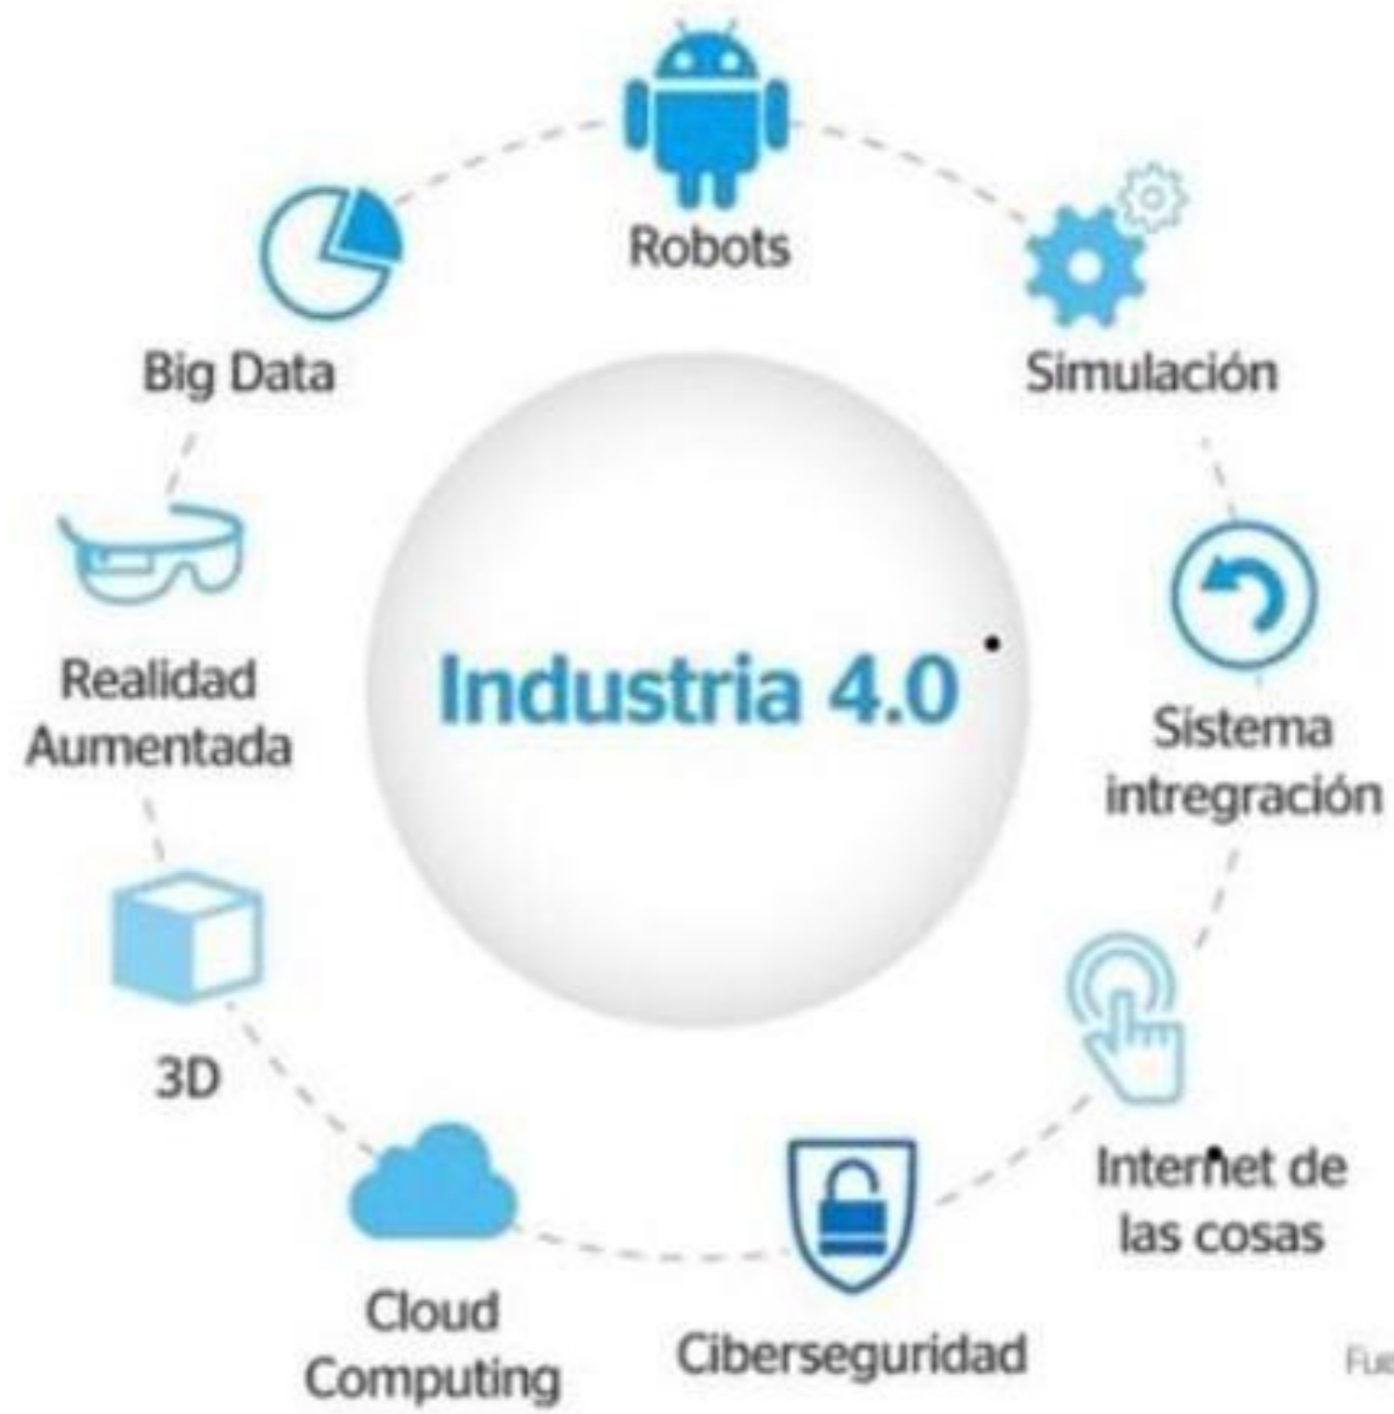 Robots
Big Data
Simulación
Industria 4.0
Realidad
Aumentada
Sistema
intregración
3D
Internet de
las cosas
Cloud
Computing
Ciberseguridad